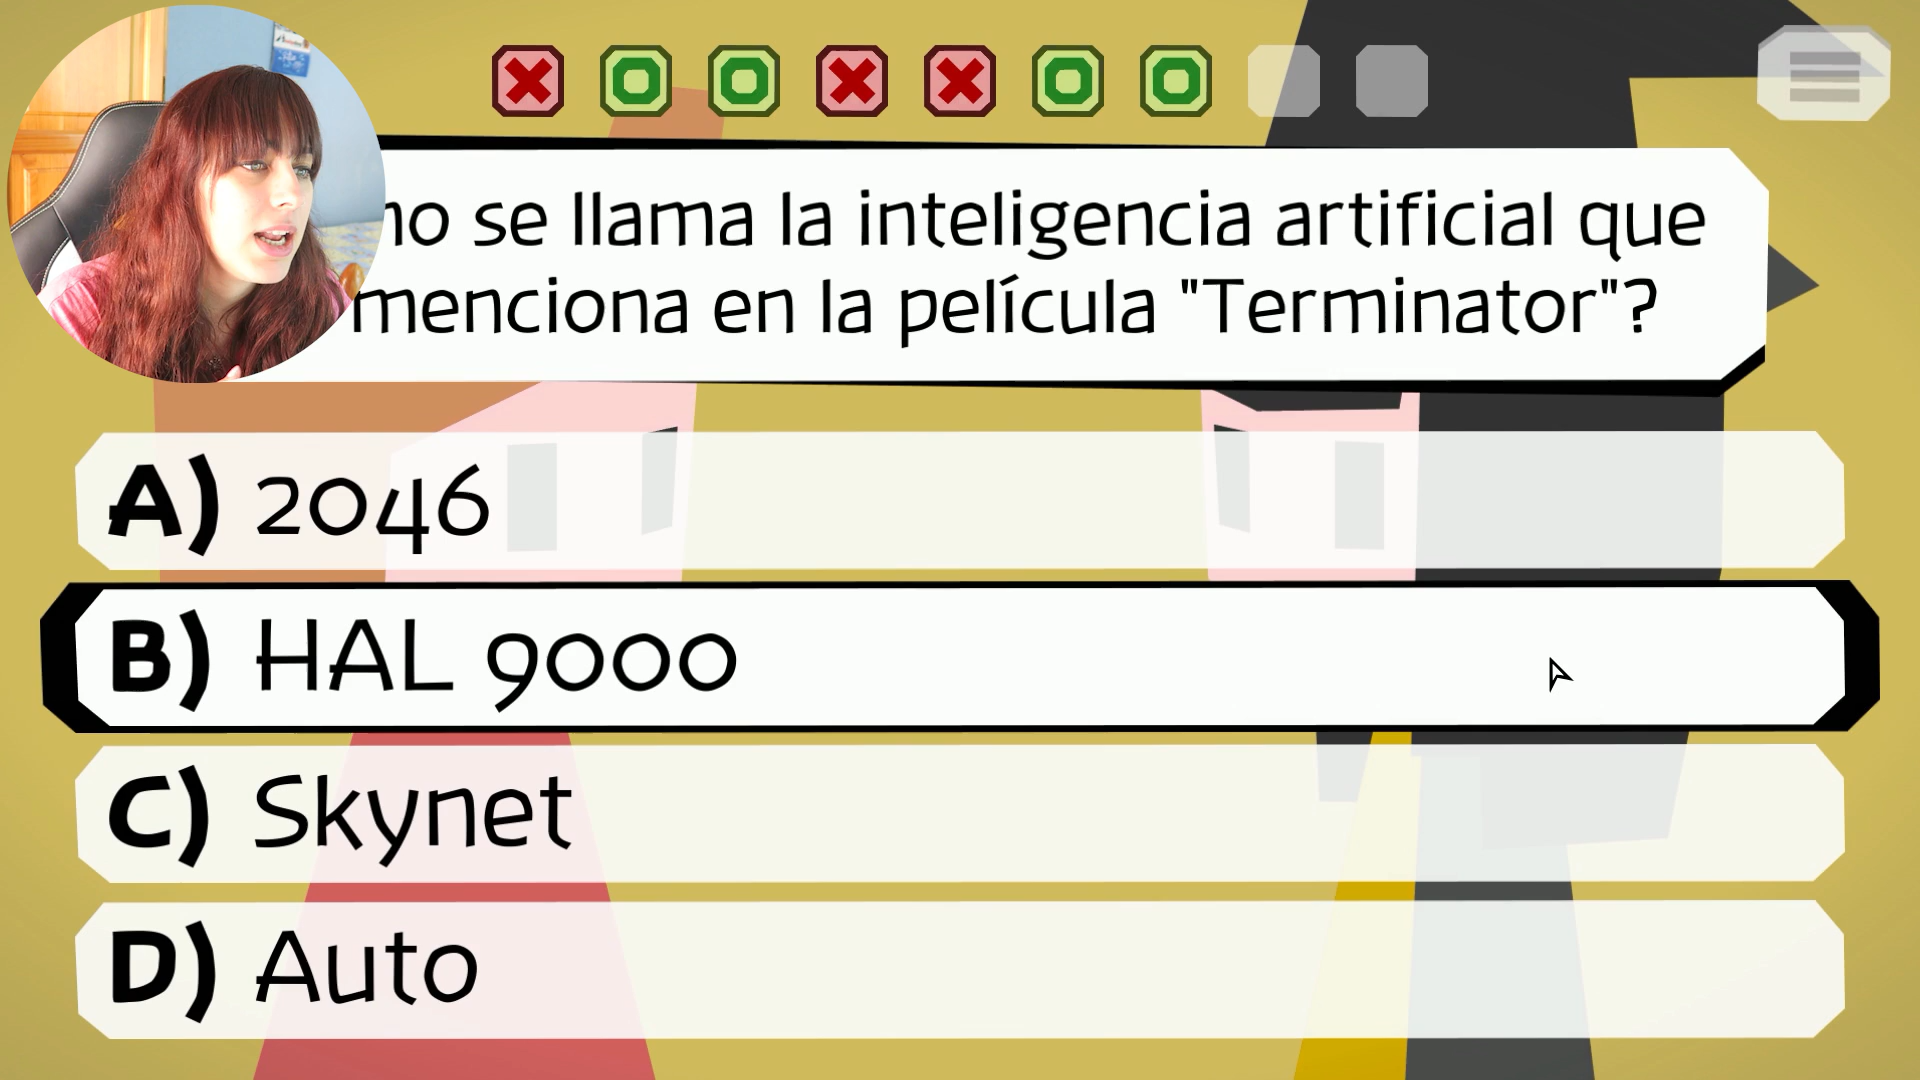 no se llama la inteligencia artificial que
menciona en la película "Terminator"?
A) 2046
B) HAL 9000
C) Skynet
D) Auto